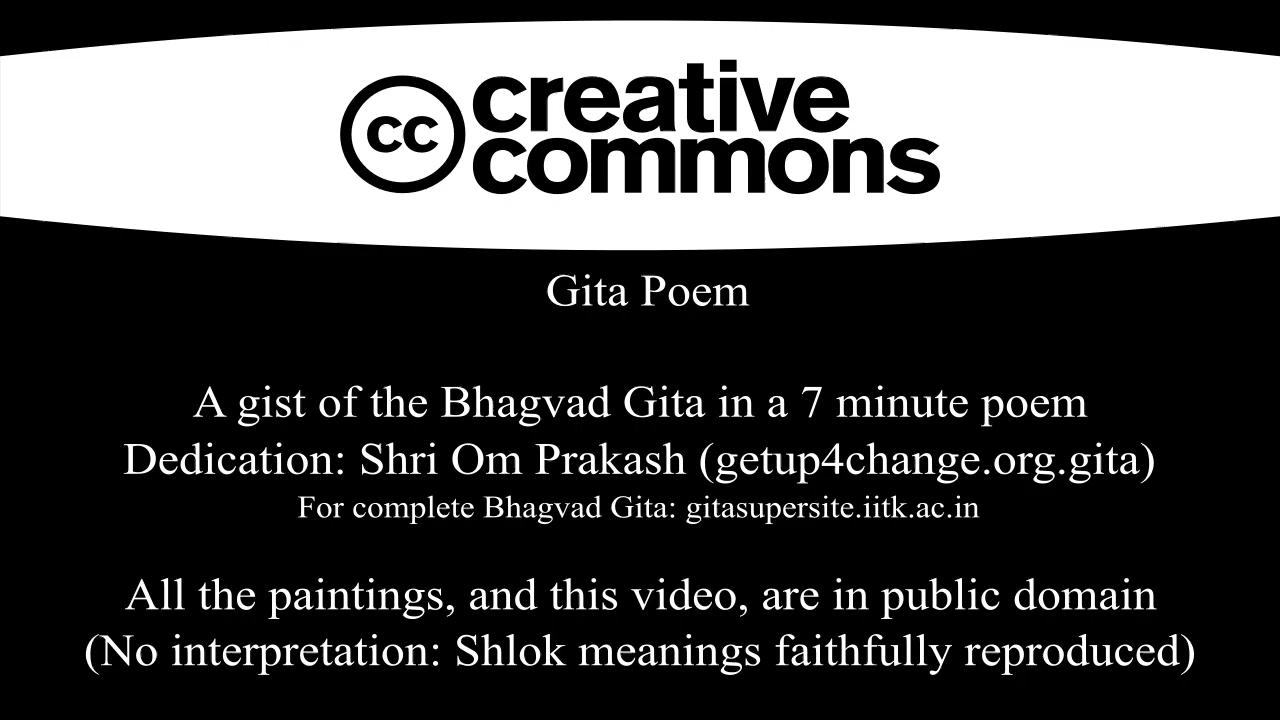 cc creative
commons
Gita Poem
A gist of the Bhagvad Gita in a 7 minute poem
Dedication: Shri Om Prakash (getup4change.org.gita)
For complete Bhagvad Gita: gitasupersite.iitk.ac.in
All the paintings, and this video, are in public domain
(No interpretation: Shlok meanings faithfully reproduced)